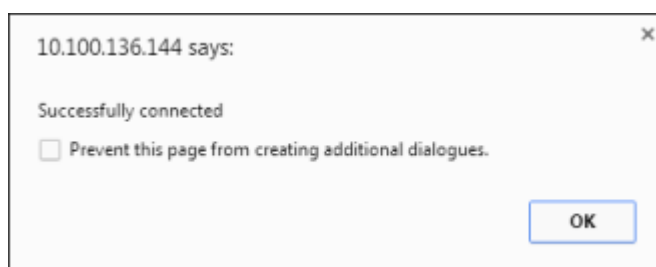 10.100.136.144 says:
Successfully connected
Prevent this page from creating additional dialogues.
OK